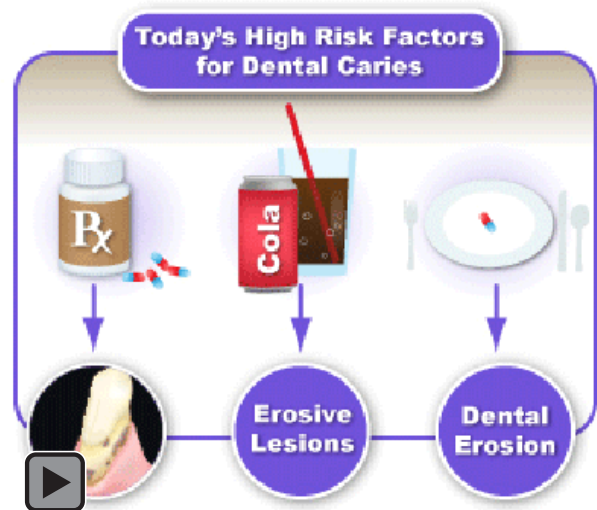 Today's High Risk Factors
for Dental Caries
Rx
Cola
Erosive
Lesions
Dental
Erosion